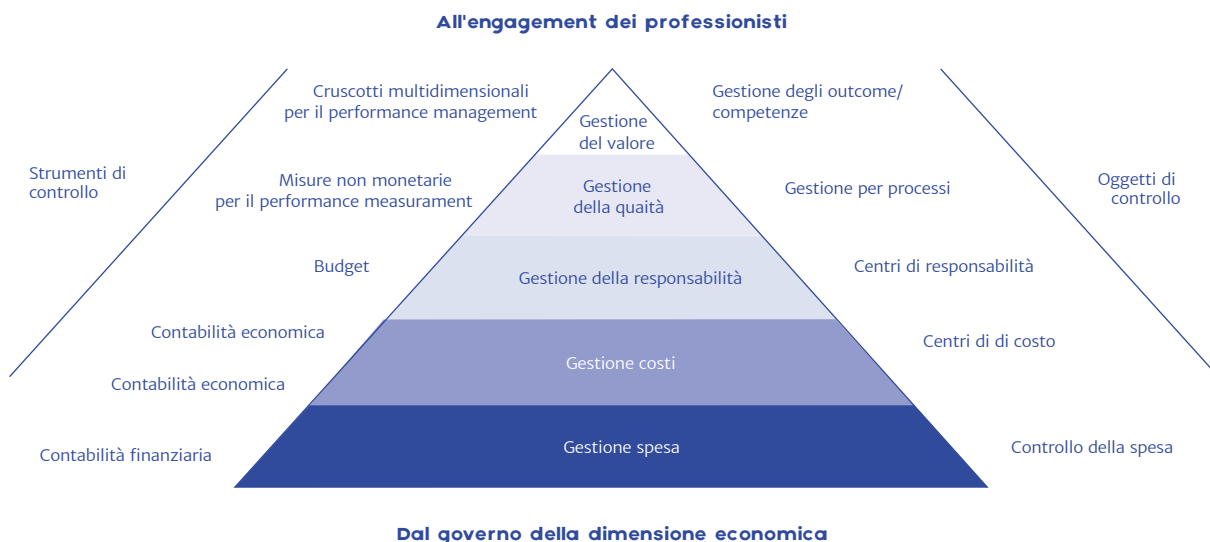 All'engagement dei professionisti
Cruscotti multidimensionali
per il performance management
Gestione degli outcome/
competenze
Gestione
del valore
Strumenti di
controllo
Misure non monetarie
per il performance measurament
Gestione
della quaità
Gestione per processi
Oggetti di
controllo
Budget
Gestione della responsabilità
Centri di responsabilità
Contabilità economica
Centri di di costo
Gestione costi
Contabilità economica
Contabilità finanziaria
Gestione spesa
Controllo della spesa
Dal governo della dimensione economica